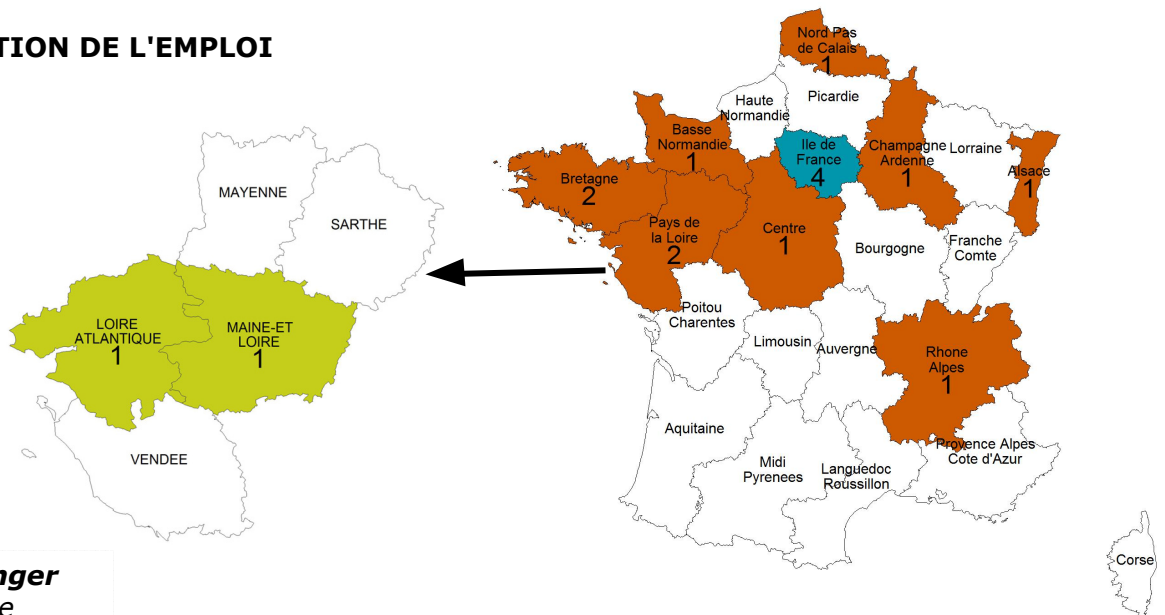 TION DE L'EMPLOI
MAYENNE
SARTHE
LOIRE
ATLANTIQUE
1
MAINE-ET
LOIRE
1
VENDEE
nger
e
Nord Pas
de Calais
1
Picardie
Haute
Normandie
Basse
Normandie
1
Ile de
France
4
Champagne
Ardenne
1
Lorraine
Alsace
1
Bretagne
2
Pays de
la Loire
2
Centre
1
Bourgogne
Franche
Comte
Poitou
Charentes
Limousin
Auvergne
Rhone
Alpes
1
Aquitaine
Midi
Pyrenees
Languedoc
Roussillon
Provence Alpes
Cote d'Azur
Corse